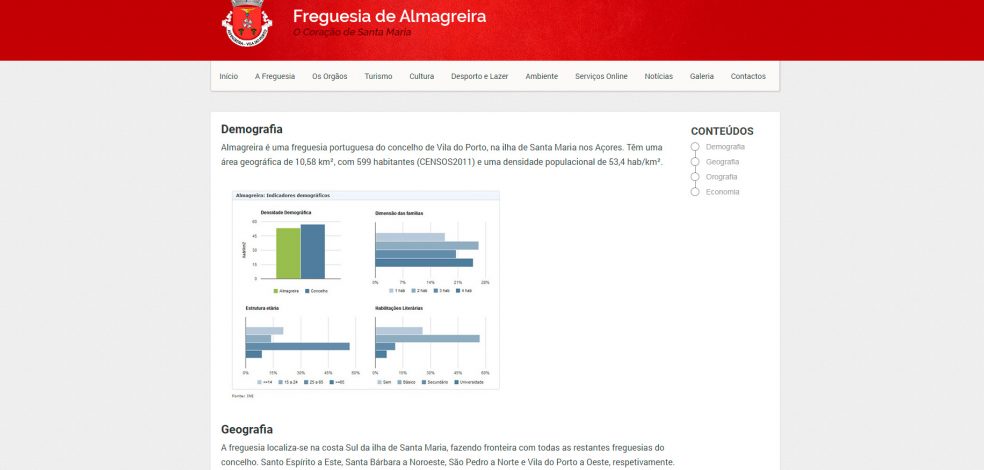 Freguesia de Almagreira
O Coração de Santa Maria
Início A Freguesia Os Orgãos Turismo Cultura Desporto e Lazer Ambiente Serviços Online Notícias Galeria Contactos
Demografia
Almagreira é uma freguesia portuguesa do concelho de Vila do Porto, na ilha de Santa Maria nos Açores. Têm uma
área geográfica de 10,58 km², com 599 habitantes (CENSOS2011) e uma densidade populacional de 53,4 hab/km².
CONTEÚDOS
Demografia
Geografia
Orografia
Economia
Almagreira: Indicadores demográficos
Densidade Demográfica
hab/km2
60
45
30
15
0
Almagreira Concelho
Dimensão das famílias
0% 7% 14% 21% 28%
1 hab 2 hab 3 hab 4 hab
Estrutura etária
0% 15% 30% 45% 60%
<=14 15 a 24 25 a 65 >=65
Habilitações Literárias
0% 15% 30% 45% 60%
Sem Básico Secundário Universidade
Fonte: INE
Geografia
A freguesia localiza-se na costa Sul da ilha de Santa Maria, fazendo fronteira com todas as restantes freguesias do
concelho. Santo Espírito a Este, Santa Bárbara a Noroeste, São Pedro a Norte e Vila do Porto a Oeste, respetivamente.